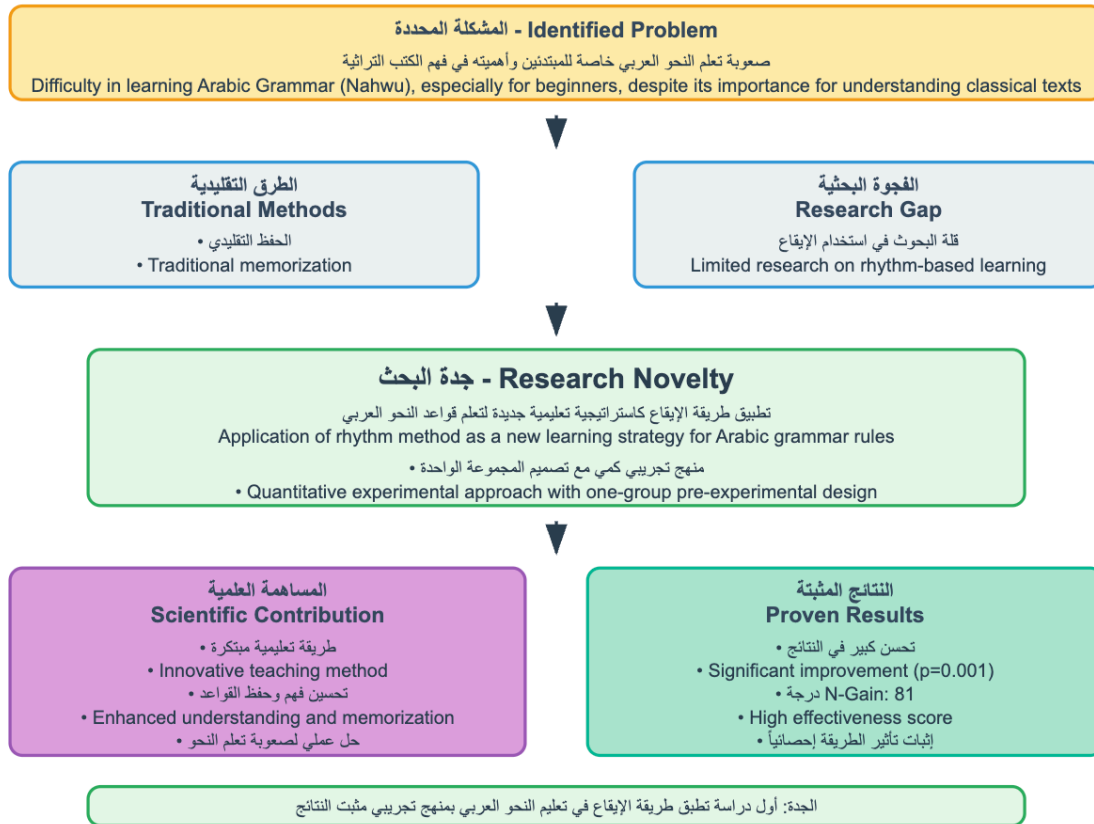 المشكلة المحددة - Identified Problem
صعوبة تعلم النحو العربي خاصة للمبتدئين وأهميته في فهم الكتب التراثية
Difficulty in learning Arabic Grammar (Nahwu), especially for beginners, despite its importance for understanding classical texts
الطرق التقليدية
Traditional Methods
الحفظ التقليدي •
• Traditional memorization
الفجوة البحثية
Research Gap
قلة البحوث في استخدام الإيقاع
Limited research on rhythm-based learning
جدة البحث - Research Novelty
تطبيق طريقة الإيقاع كاستراتيجية تعليمية جديدة لتعلم قواعد النحو العربي
Application of rhythm method as a new learning strategy for Arabic grammar rules
منهج تجريبي كمي مع تصميم المجموعة الواحدة •
• Quantitative experimental approach with one-group pre-experimental design
المساهمة العلمية
Scientific Contribution
طريقة تعليمية مبتكرة •
• Innovative teaching method
تحسين فهم وحفظ القواعد •
• Enhanced understanding and memorization
حل عملي لصعوبة تعلم النحو •
النتائج المثبتة
Proven Results
تحسن كبير في النتائج •
• Significant improvement (p=0.001)
درجة N-Gain: 81 •
• High effectiveness score
إثبات تأثير الطريقة إحصائياً •
الجدة: أول دراسة تطبق طريقة الإيقاع في تعليم النحو العربي بمنهج تجريبي مثبت النتائج